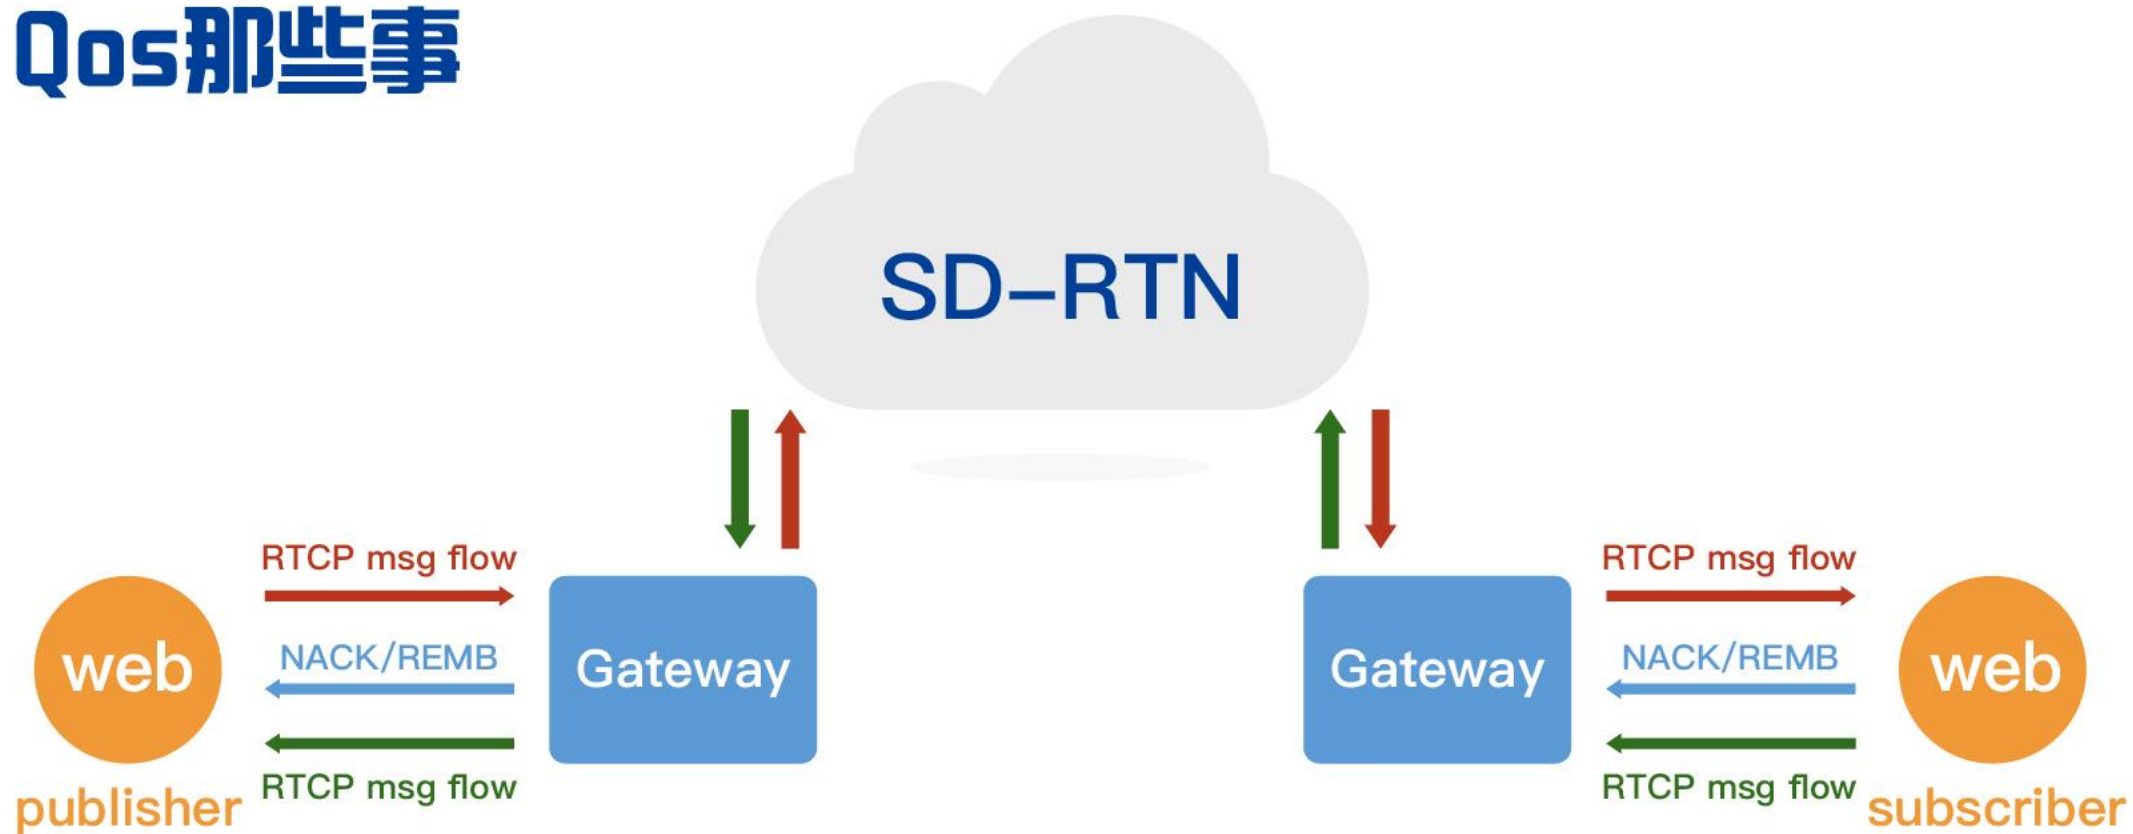 Qos那些事
SD-RTN
RTCP msg flow
RTCP msg flow
web
NACK/REMB
Gateway
Gateway
NACK/REMB
web
RTCP msg flow
RTCP msg flow
publisher
subscriber